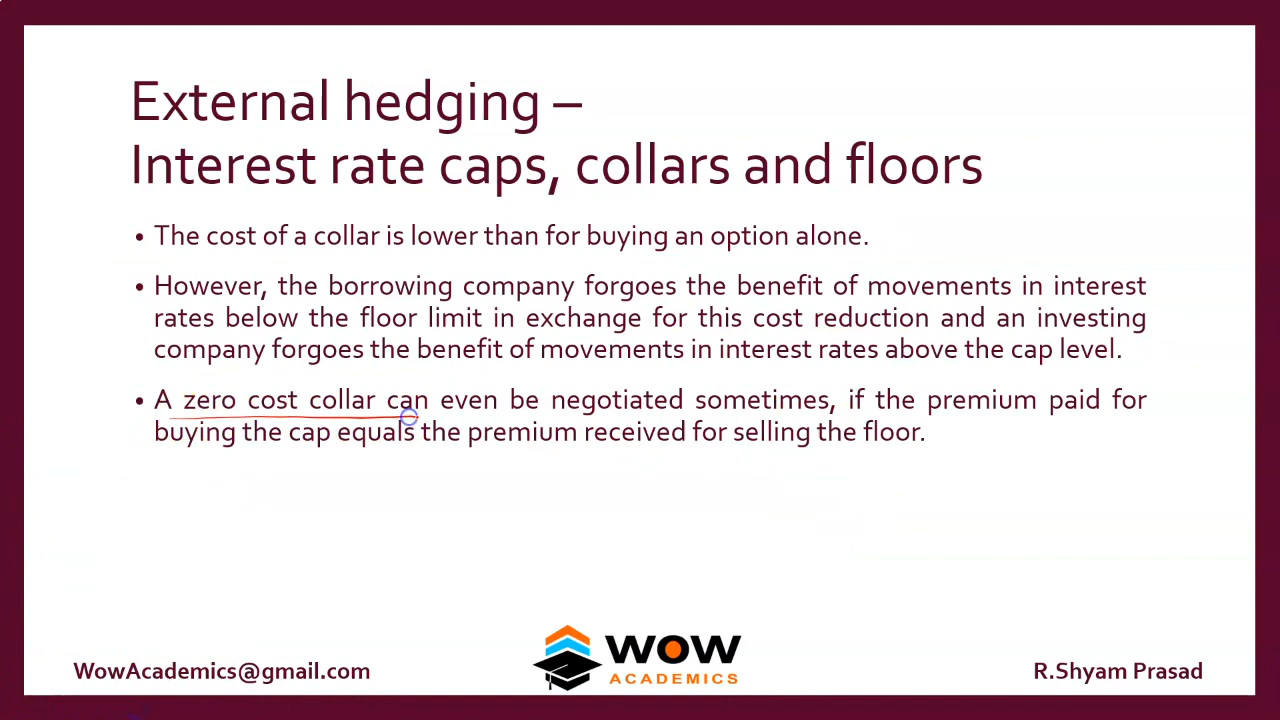 External hedging –
Interest rate caps, collars and floors
• The cost of a collar is lower than for buying an option alone.
• However, the borrowing company forgoes the benefit of movements in interest
rates below the floor limit in exchange for this cost reduction and an investing
company forgoes the benefit of movements in interest rates above the cap level.
• A zero cost collar can even be negotiated sometimes, if the premium paid for
buying the cap equals the premium received for selling the floor.
WowAcademics@gmail.com
WOW
ACADEMICS
R.Shyam Prasad